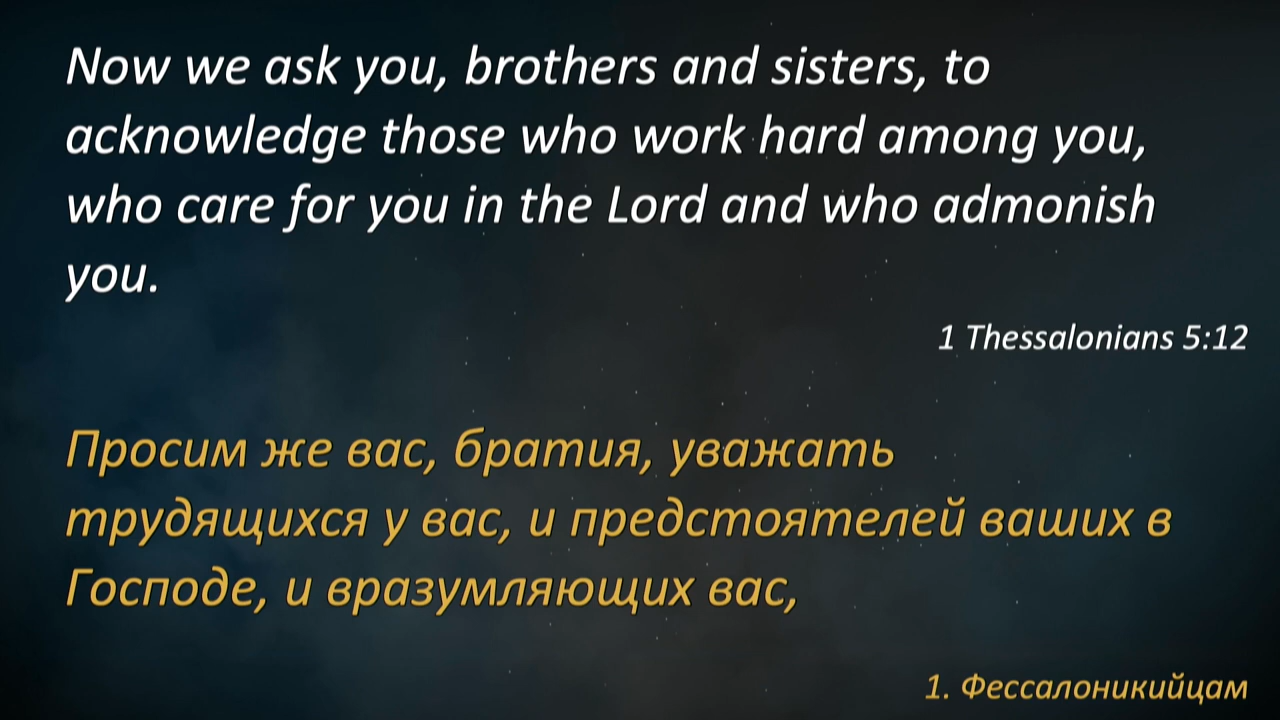 Now we ask you, brothers and sisters, to
acknowledge those who work hard among you,
who care for you in the Lord and who admonish
you.
1 Thessalonians 5:12
Просим же вас, братия, уважать
трудящихся у вас, и предстоятелей ваших в
Господе, и вразумляющих вас,
1. Фессалоникийцам